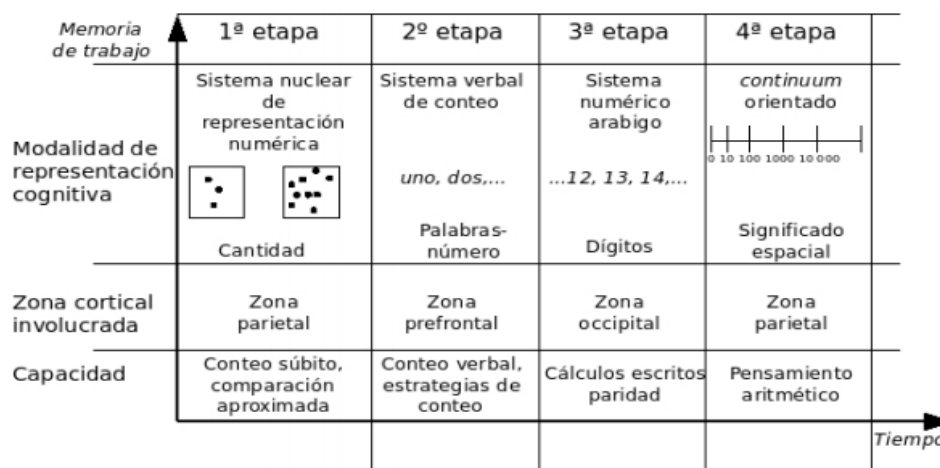 Memoria
de trabajo
1ª etapa
2º etapa
3ª etapa
4ª etapa
Modalidad de
representación
cognitiva
Sistema nuclear
de
representación
numérica
Cantidad
Sistema verbal
de conteo
uno, dos,...
Palabras-
número
Sistema
numérico
arabigo
...12, 13, 14,...
Dígitos
continuum
orientado
0 10 100 1000 10 000
Significado
espacial
Zona cortical
involucrada
Zona
parietal
Zona
prefrontal
Zona
occipital
Zona
parietal
Capacidad
Conteo súbito,
comparación
aproximada
Conteo verbal,
estrategias de
conteo
Cálculos escritos
paridad
Pensamiento
aritmético
Tiempo